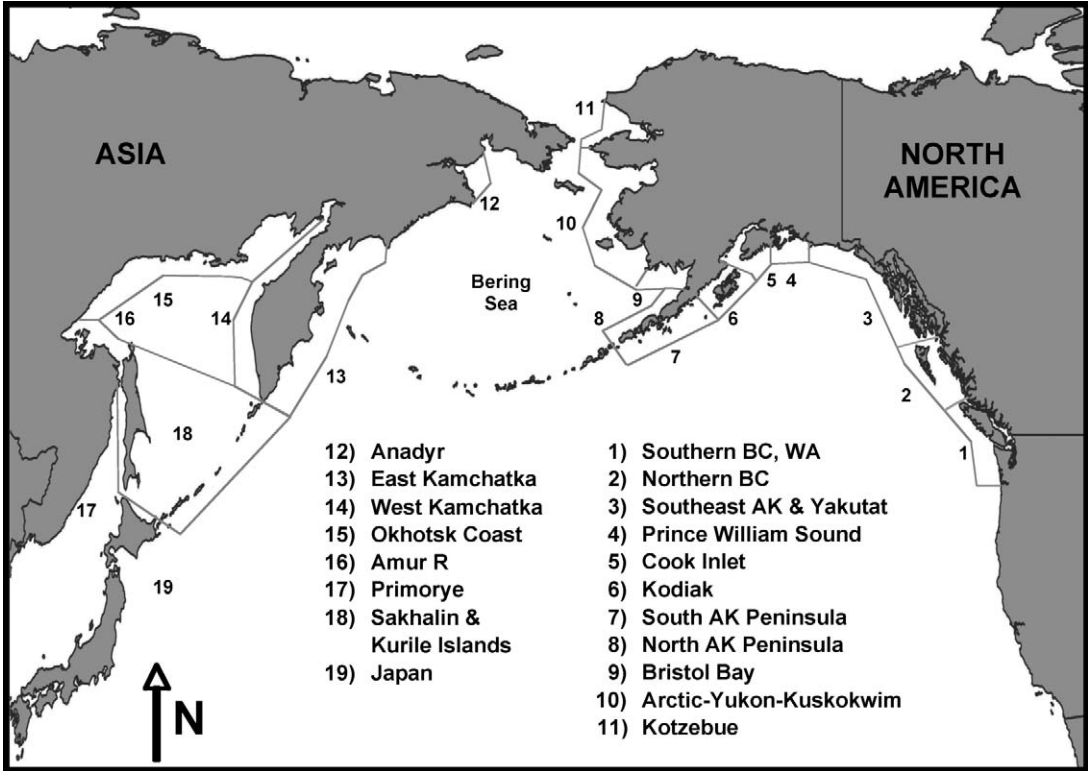 11
ASIA
NORTH
AMERICA
12
10
Bering
Sea
15
14
16
9
8
5 4
3
6
7
13
2
18
1
17
19
12) Anadyr
13) East Kamchatka
14) West Kamchatka
15) Okhotsk Coast
16) Amur R
17) Primorye
18) Sakhalin &
Kurile Islands
19) Japan
1) Southern BC, WA
2) Northern BC
3) Southeast AK & Yakutat
4) Prince William Sound
5) Cook Inlet
6) Kodiak
7) South AK Peninsula
8) North AK Peninsula
9) Bristol Bay
10) Arctic-Yukon-Kuskokwim
11) Kotzebue
N